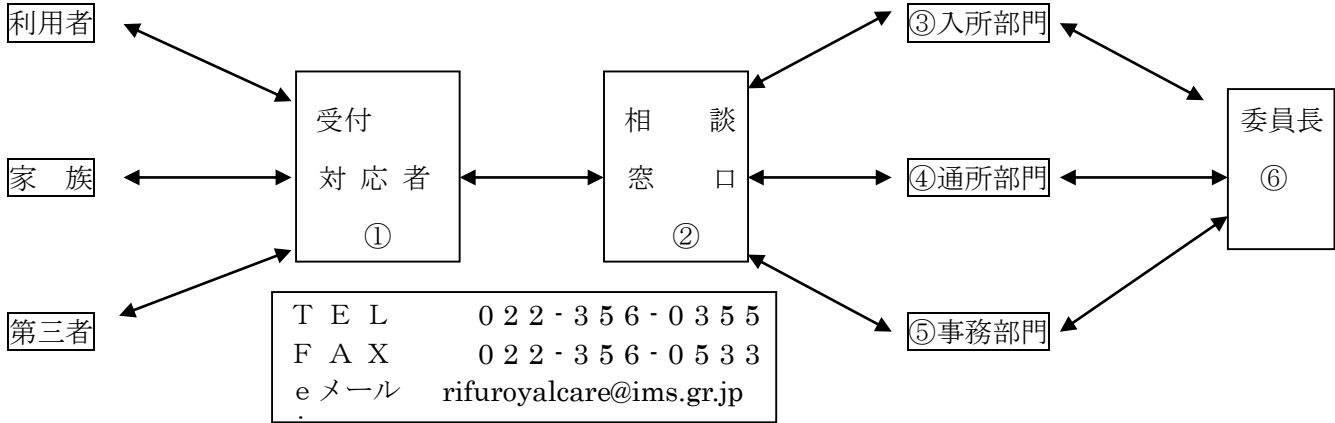 利用者
家 族
第三者
受付
対 応 者
①
相 談
窓 口
②
③入所部門
④通所部門
⑤事務部門
委員長
⑥
ＴＥＬ ０２２‐３５６‐０３５５
ＦＡＸ ０２２‐３５６‐０５３３
ｅメール rifuroyalcare@ims.gr.jp